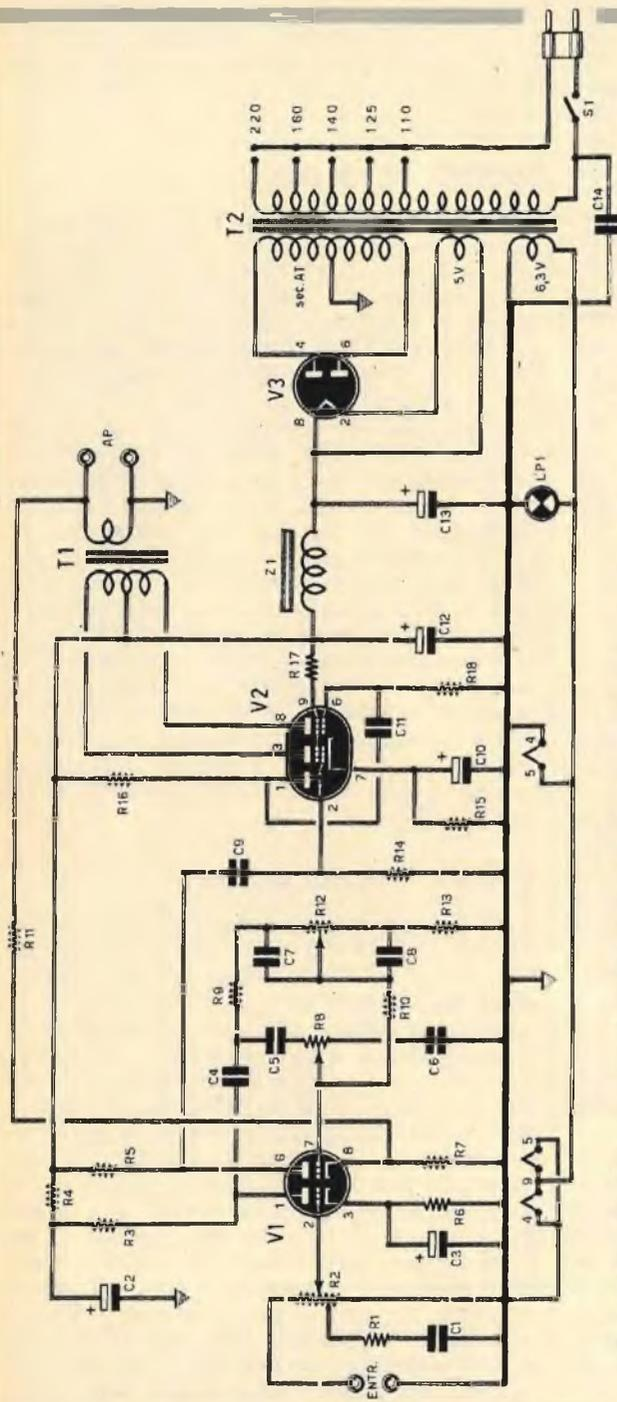 220
160
140
125
110
S1
T2
C14
sec.AT
5V
6,3V
V3
4
6
8
2
AP
T1
Z1
C13
LP1
C12
R17
V2
1
3
8
9
6
2
7
R18
C11
C10
R15
4
5
R16
C9
R14
R11
R12
C7
C8
R13
R9
R10
C5
R8
C6
C4
R5
R4
R3
V1
1
6
2
7
3
8
R7
R6
C3
4
9
5
C2
R2
R1
C1
ENTR.
+
+
+
+
+